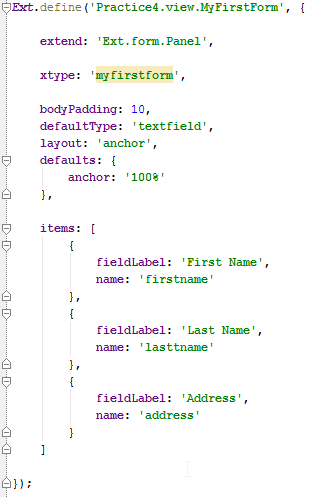 Ext.define('Practice4.view.MyFirstForm', {
extend: 'Ext.form.Panel',
xtype: 'myfirstform',
bodyPadding: 10,
defaultType: 'textfield',
layout: 'anchor',
defaults: {
anchor: '100%'
},
items: [
{
fieldLabel: 'First Name',
name: 'firstname'
},
{
fieldLabel: 'Last Name',
name: 'lasttname'
},
{
fieldLabel: 'Address',
name: 'address'
}
]
});